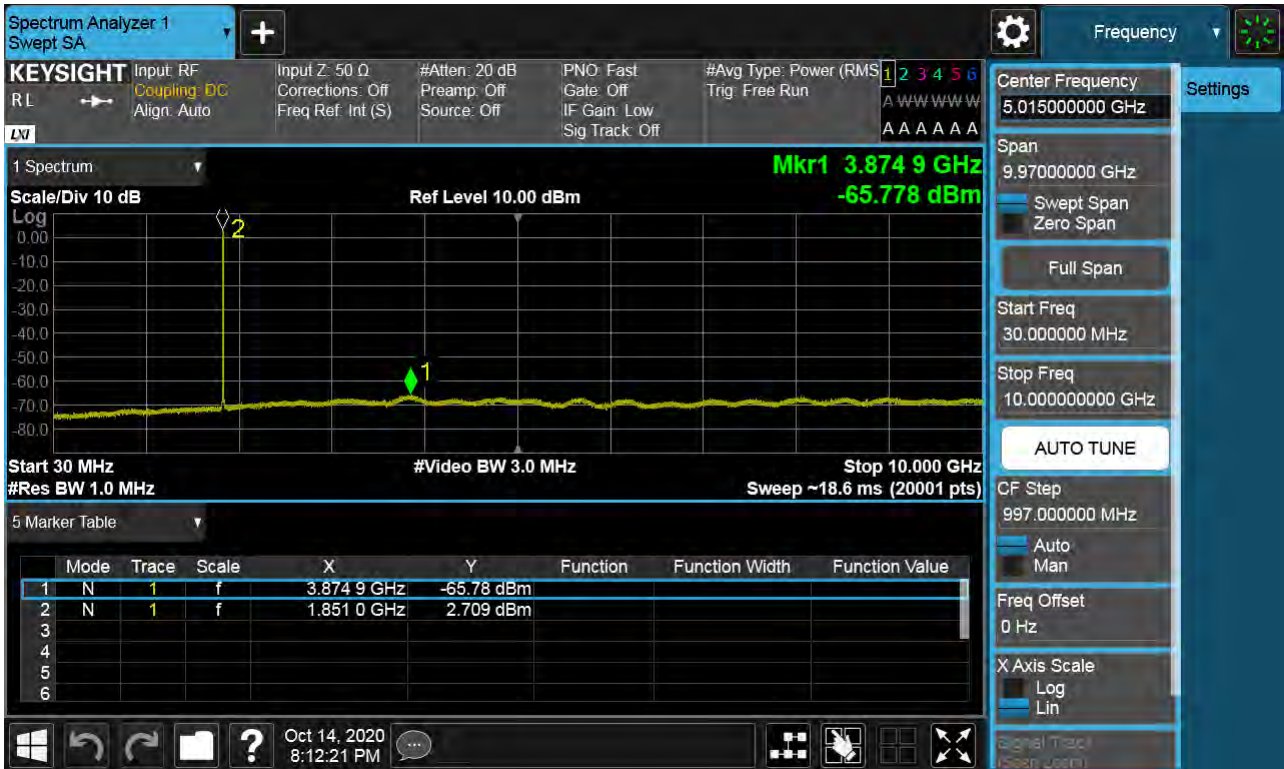 Spectrum Analyzer 1
Swept SA
+
Frequency
KEYSIGHT
R L
LXI
Input: RF
Coupling: DC
Align: Auto
Input Z: 50 Ω
Corrections: Off
Freq Ref: Int (S)
#Atten: 20 dB
Preamp: Off
Source: Off
PNO: Fast
Gate: Off
IF Gain: Low
Sig Track: Off
#Avg Type: Power (RMS
Trig: Free Run
1 2 3 4 5 6
A W W W W W
A A A A A A
1 Spectrum
Mkr1 3.874 9 GHz
-65.778 dBm
Scale/Div 10 dB
Ref Level 10.00 dBm
Log
0.00
-10.0
-20.0
-30.0
-40.0
-50.0
-60.0
-70.0
-80.0
2
1
Start 30 MHz
#Video BW 3.0 MHz
Stop 10.000 GHz
#Res BW 1.0 MHz
Sweep ~18.6 ms (20001 pts)
5 Marker Table
Mode Trace Scale X Y Function Function Width Function Value
1 N 1 f 3.874 9 GHz -65.78 dBm
2 N 1 f 1.851 0 GHz 2.709 dBm
3
4
5
6
Oct 14, 2020
8:12:21 PM
?
Center Frequency
5.015000000 GHz
Settings
Span
9.97000000 GHz
Swept Span
Zero Span
Full Span
Start Freq
30.000000 MHz
Stop Freq
10.000000000 GHz
AUTO TUNE
CF Step
997.000000 MHz
Auto
Man
Freq Offset
0 Hz
X Axis Scale
Log
Lin
Signal Track
(Span Zoom)